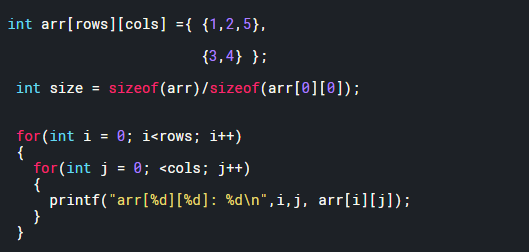 int arr[rows][cols] ={ {1,2,5},
{3,4} };
int size = sizeof(arr)/sizeof(arr[0][0]);
for(int i = 0; i<rows; i++)
{
for(int j = 0; <cols; j++)
{
printf("arr[%d][%d]: %d\n",i,j, arr[i][j]);
}
}